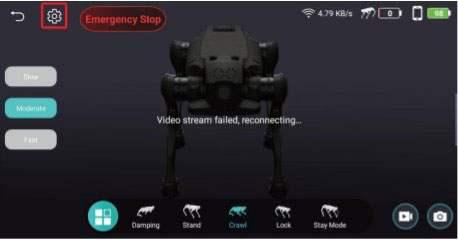 Emergency Stop
4.79 KB/s
0
98
Slow
Moderate
Fast
Video stream failed, reconnecting...
Damping
Stand
Crawl
Lock
Stay Mode